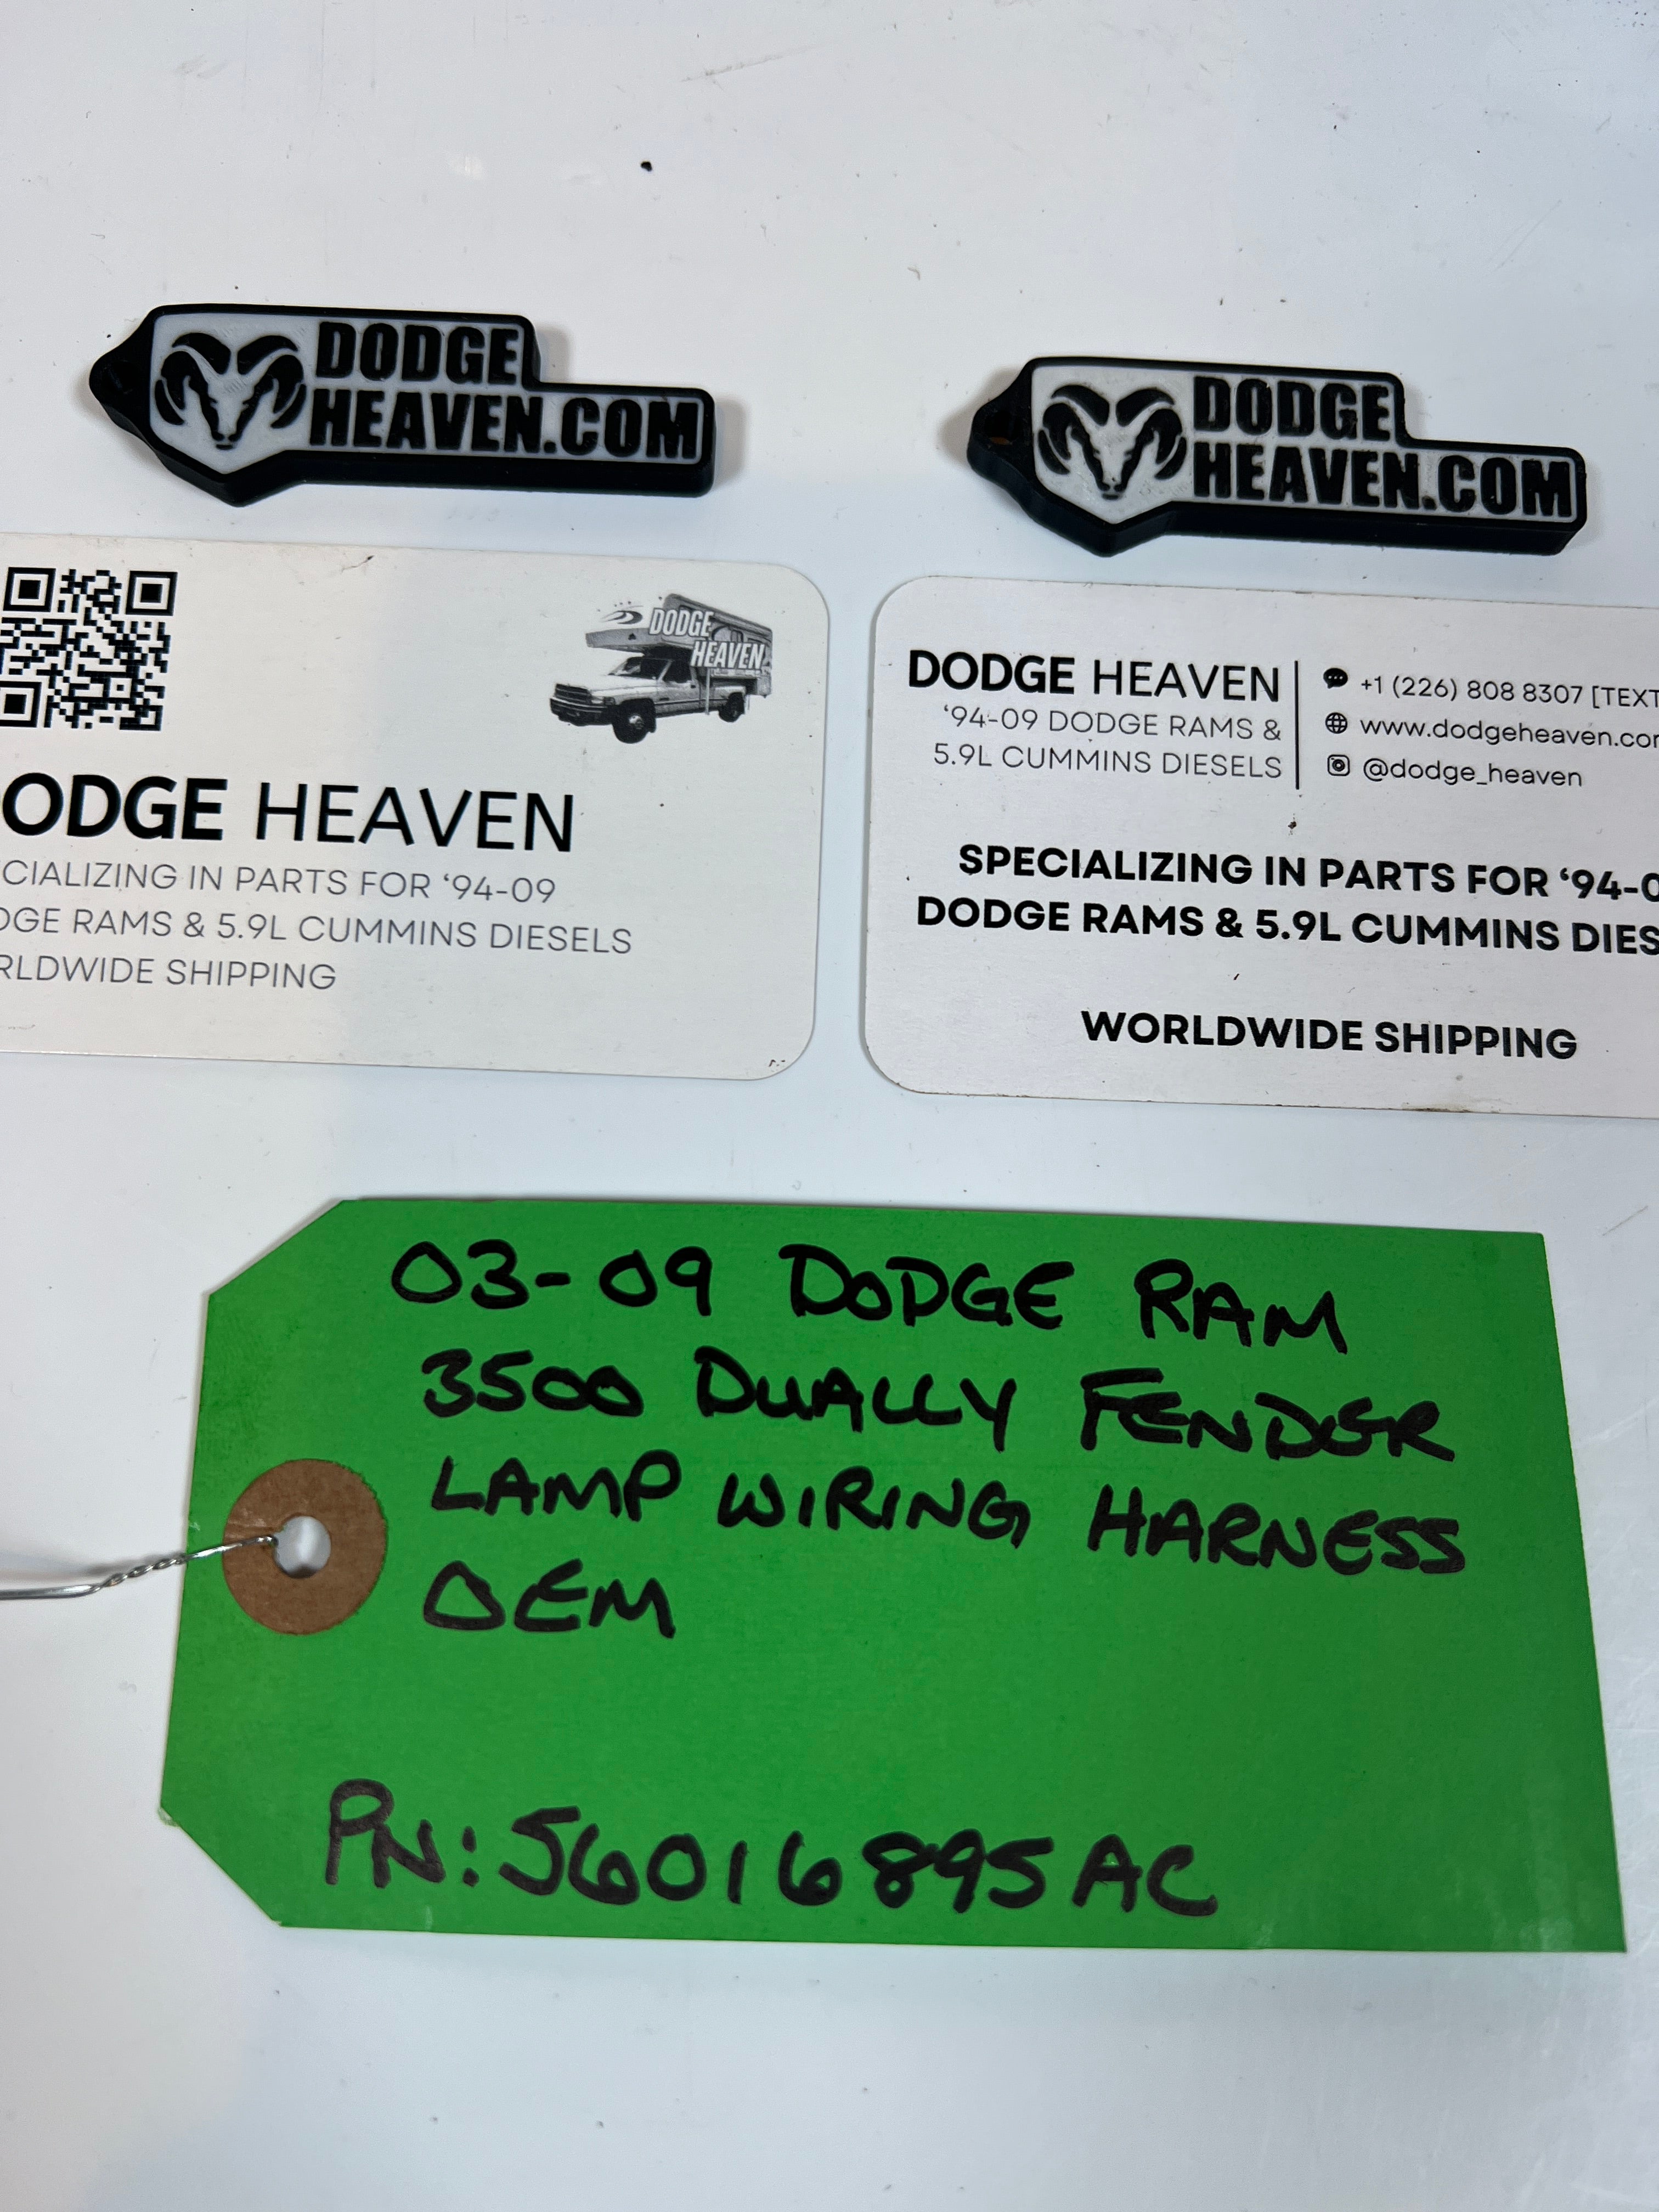 DODGE
HEAVEN.COM
DODGE
HEAVEN.COM
DODGE
HEAVEN
ODGE HEAVEN
CIALIZING IN PARTS FOR ‘94-09
DGE RAMS & 5.9L CUMMINS DIESELS
RLDWIDE SHIPPING
DODGE HEAVEN
‘94-09 DODGE RAMS &
5.9L CUMMINS DIESELS
+1 (226) 808 8307 [TEXT
www.dodgeheaven.com
@dodge_heaven
SPECIALIZING IN PARTS FOR ‘94-0
DODGE RAMS & 5.9L CUMMINS DIES
WORLDWIDE SHIPPING
03-09 DODGE RAM
3500 DUALLY FENDER
LAMP WIRING HARNESS
OEM
PN: 56016895AC